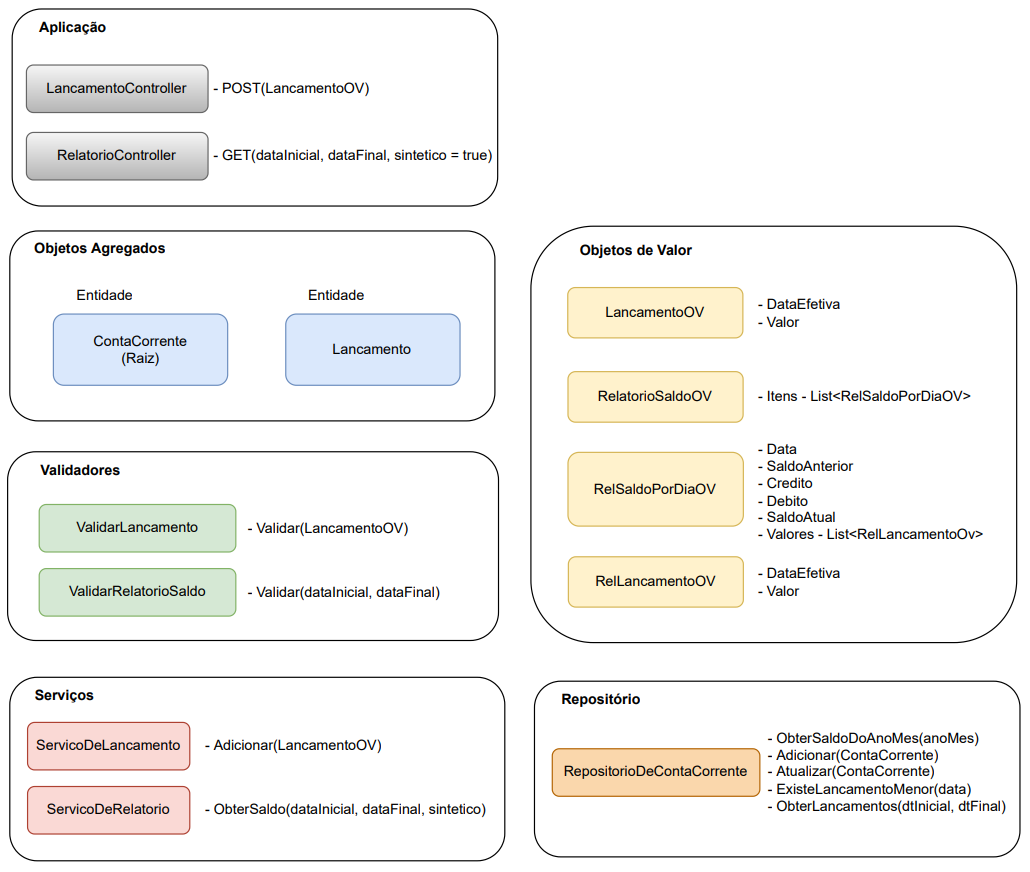 Aplicação
LancamentoController
- POST(LancamentoOV)
RelatorioController
- GET(dataInicial, dataFinal, sintetico = true)
Objetos Agregados
Entidade
ContaCorrente
(Raiz)
Entidade
Lancamento
Objetos de Valor
LancamentoOV
- DataEfetiva
- Valor
RelatorioSaldoOV
- Itens - List<RelSaldoPorDiaOV>
RelSaldoPorDiaOV
- Data
- SaldoAnterior
- Credito
- Debito
- SaldoAtual
- Valores - List<RelLancamentoOv>
RelLancamentoOV
- DataEfetiva
- Valor
Validadores
ValidarLancamento
- Validar(LancamentoOV)
ValidarRelatorioSaldo
- Validar(dataInicial, dataFinal)
Serviços
ServicoDeLancamento
- Adicionar(LancamentoOV)
ServicoDeRelatorio
- ObterSaldo(dataInicial, dataFinal, sintetico)
Repositório
RepositorioDeContaCorrente
- ObterSaldoDoAnoMes(anoMes)
- Adicionar(ContaCorrente)
- Atualizar(ContaCorrente)
- ExisteLancamentoMenor(data)
- ObterLancamentos(dtInicial, dtFinal)